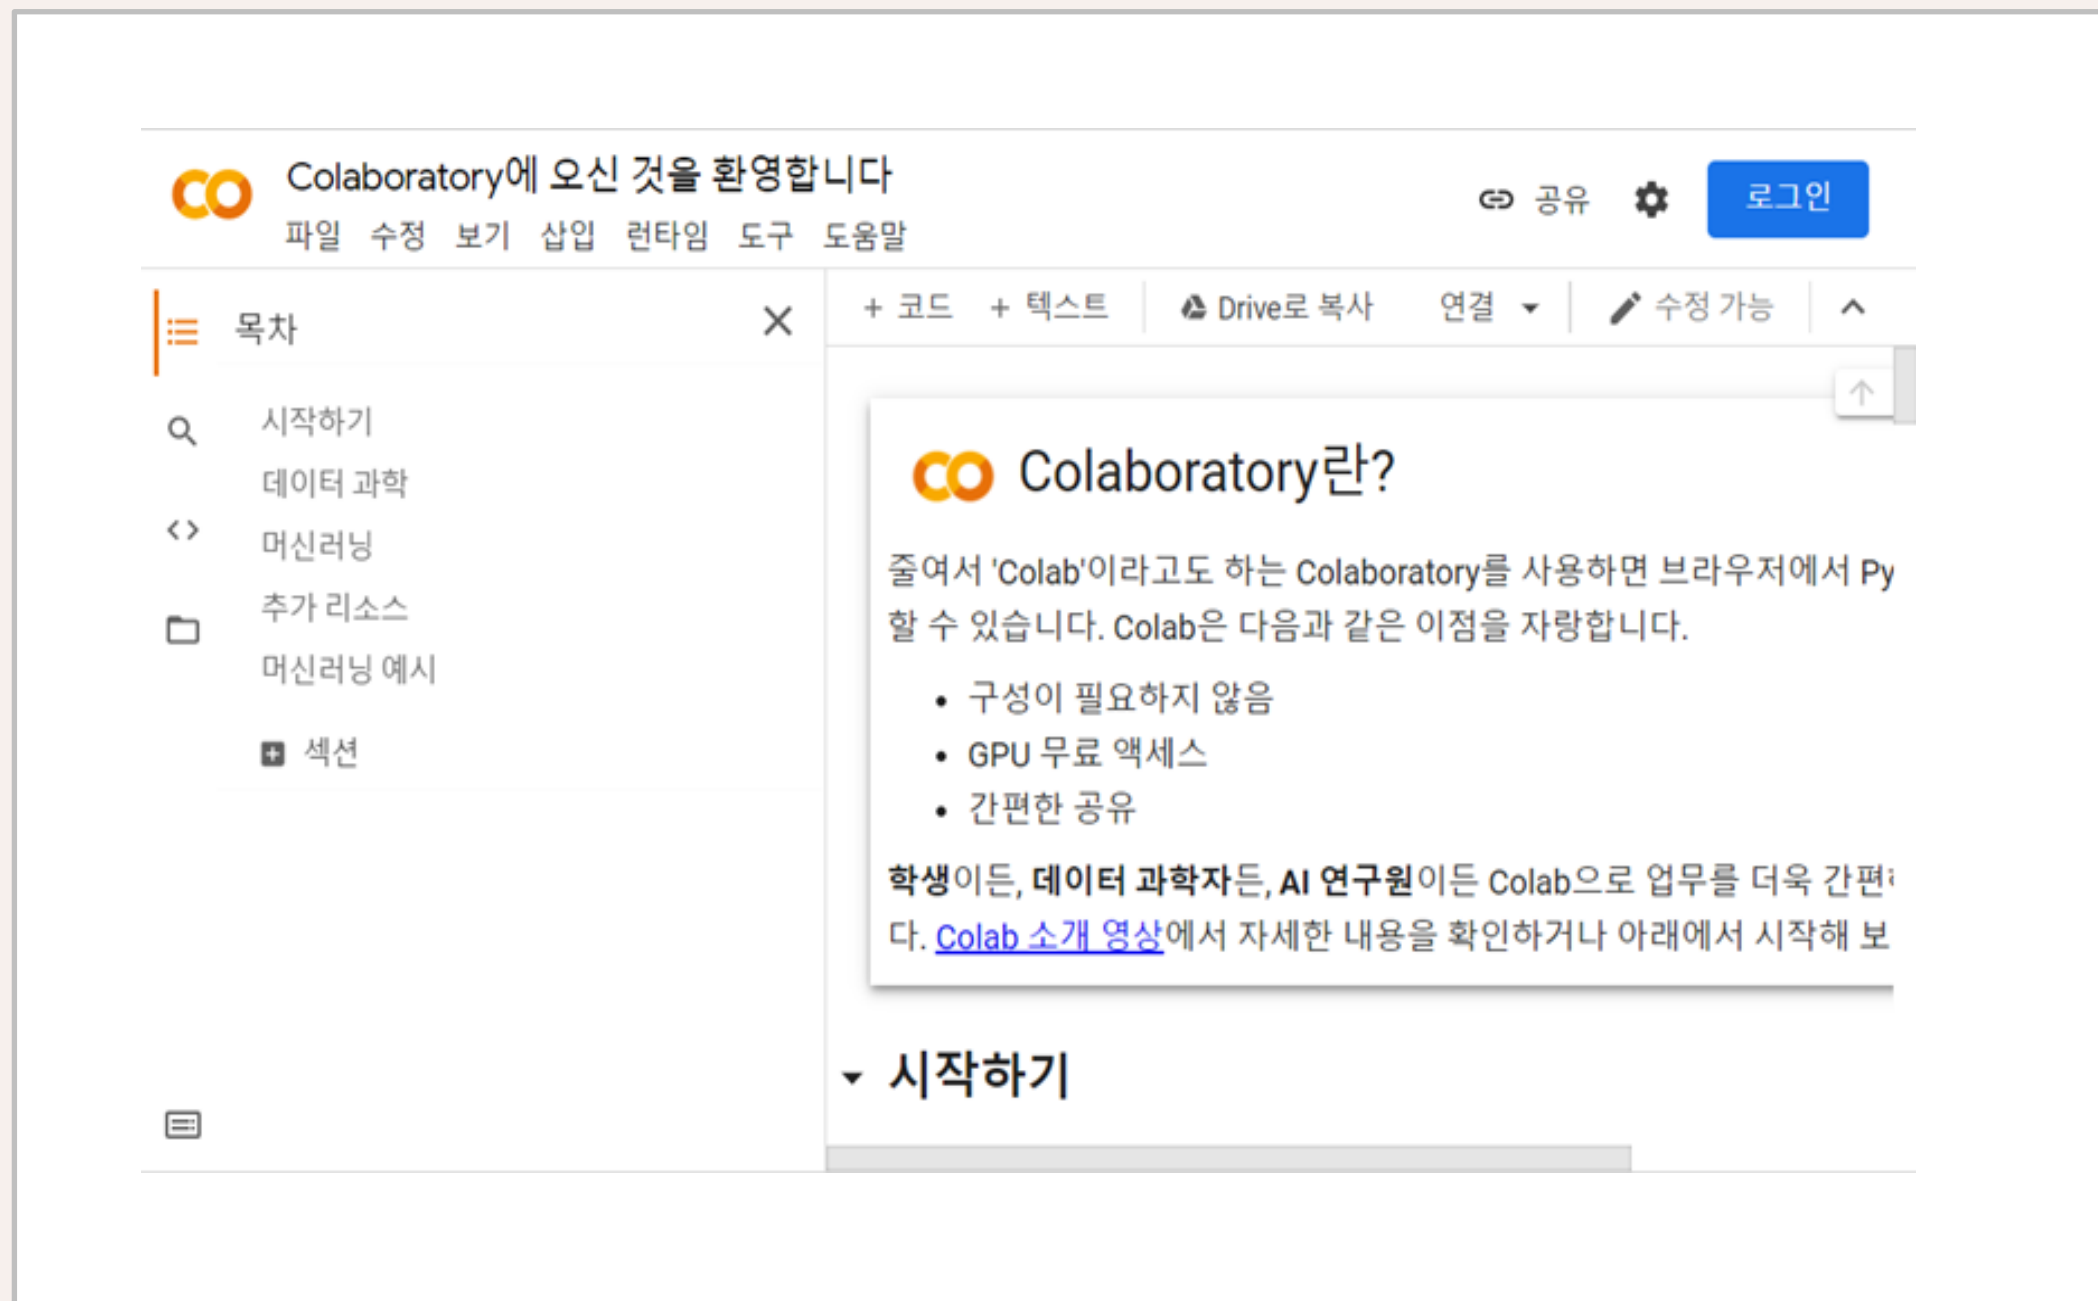 Colaboratory에 오신 것을 환영합니다
파일 수정 보기 삽입 런타임 도구 도움말
공유 로그인
목차
시작하기
데이터 과학
머신러닝
추가 리소스
머신러닝 예시
섹션
+ 코드 + 텍스트 Drive로 복사 연결 수정 가능
Colaboratory란?
줄여서 'Colab'이라고도 하는 Colaboratory를 사용하면 브라우저에서 Py
할 수 있습니다. Colab은 다음과 같은 이점을 자랑합니다.
• 구성이 필요하지 않음
• GPU 무료 액세스
• 간편한 공유
학생이든, 데이터 과학자든, AI 연구원이든 Colab으로 업무를 더욱 간편
다. Colab 소개 영상에서 자세한 내용을 확인하거나 아래에서 시작해 보
시작하기